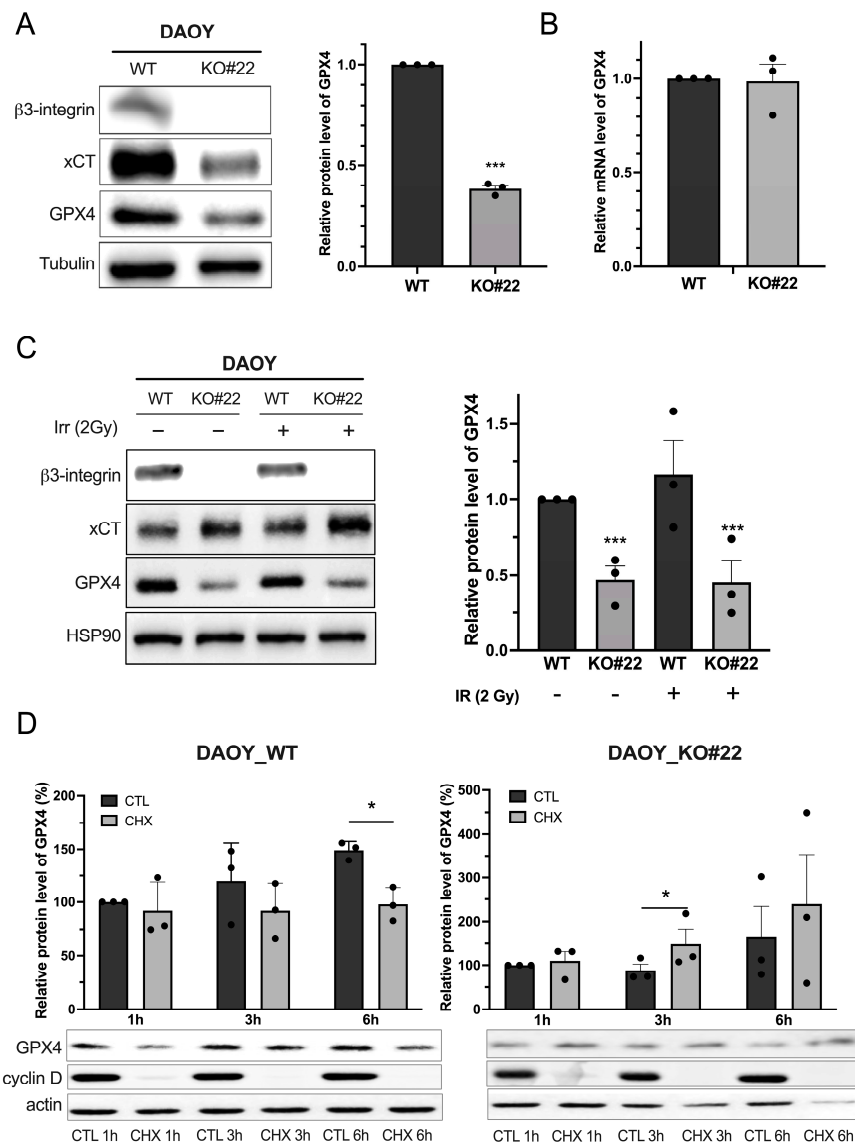 A
DAOY
WT KO#22
β3-integrin
xCT
GPX4
Tubulin
Relative protein level of GPX4
1.0
0.5
0.0
***
WT KO#22
B
Relative mRNA level of GPX4
1.0
0.5
0.0
WT KO#22
C
DAOY
WT KO#22 WT KO#22
Irr (2Gy) – – + +
β3-integrin
xCT
GPX4
HSP90
Relative protein level of GPX4
1.5
1.0
0.5
0.0
*** ***
WT KO#22 WT KO#22
IR (2 Gy) - - + +
D
DAOY_WT
Relative protein level of GPX4 (%)
200
150
100
50
0
CTL
CHX
*
1h 3h 6h
GPX4
cyclin D
actin
CTL 1h CHX 1h CTL 3h CHX 3h CTL 6h CHX 6h
DAOY_KO#22
Relative protein level of GPX4 (%)
500
400
300
200
100
0
CTL
CHX
*
1h 3h 6h
CTL 1h CHX 1h CTL 3h CHX 3h CTL 6h CHX 6h